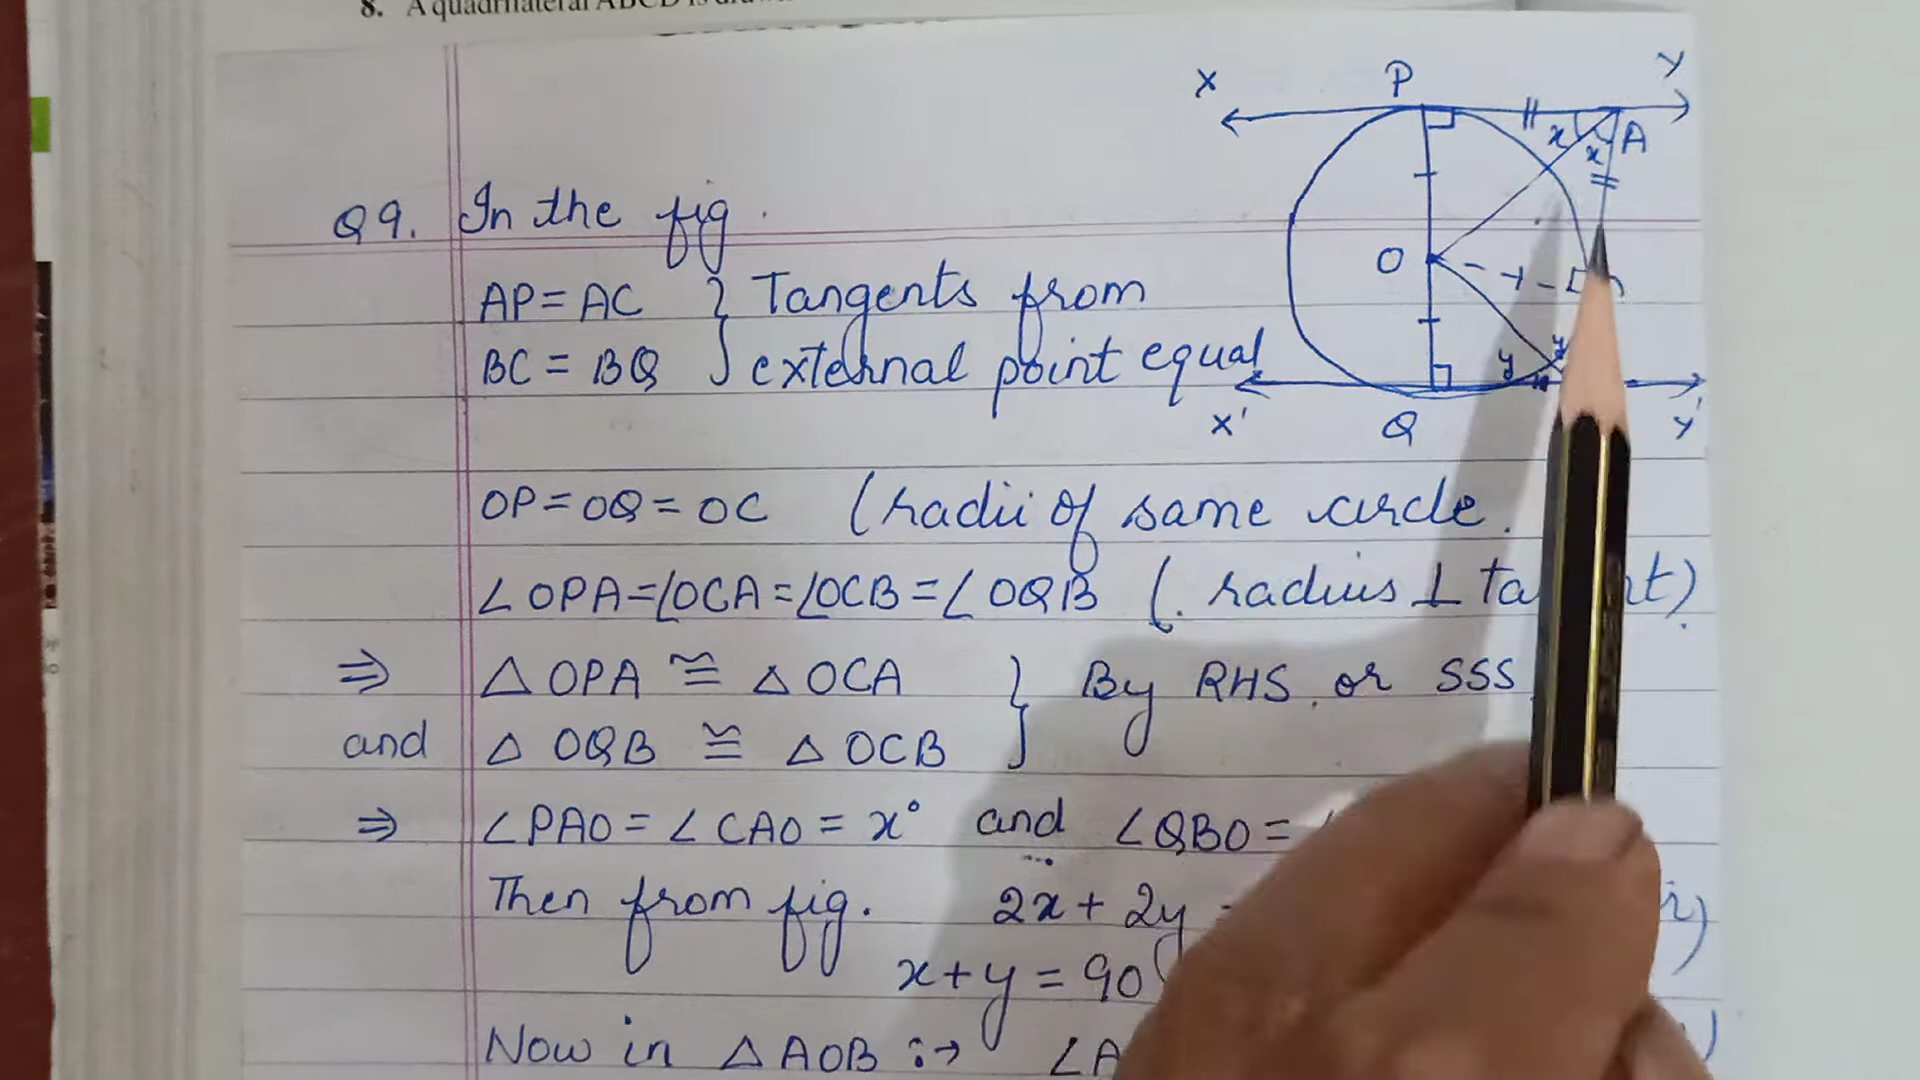 8. A quadrilateral ABCD is
X P Y
x A
x
Q9. In the fig.
O
AP = AC } Tangents from
BC = BQ } external point equal
y y
X' Q Y'
OP = OQ = OC (radii of same circle.
∠OPA = ∠OCA = ∠OCB = ∠OQB (. radius ⊥ ta nt)
⇒ △OPA ≅ △OCA } By RHS or SSS
and △OQB ≅ △OCB
⇒ ∠PAO = ∠CAO = x° and ∠QBO =
Then from fig. 2x + 2y
x + y = 90
Now in △AOB :→ ∠A